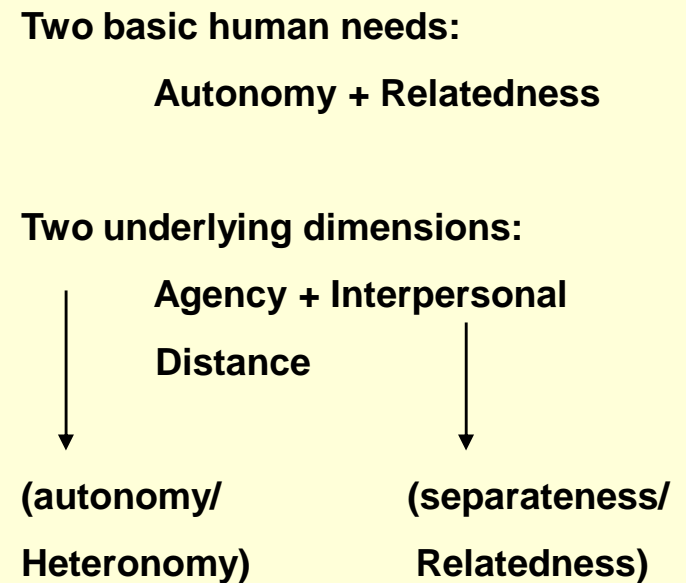 Two basic human needs:
Autonomy + Relatedness
Two underlying dimensions:
Agency + Interpersonal
Distance
(autonomy/ (separateness/
Heteronomy) Relatedness)